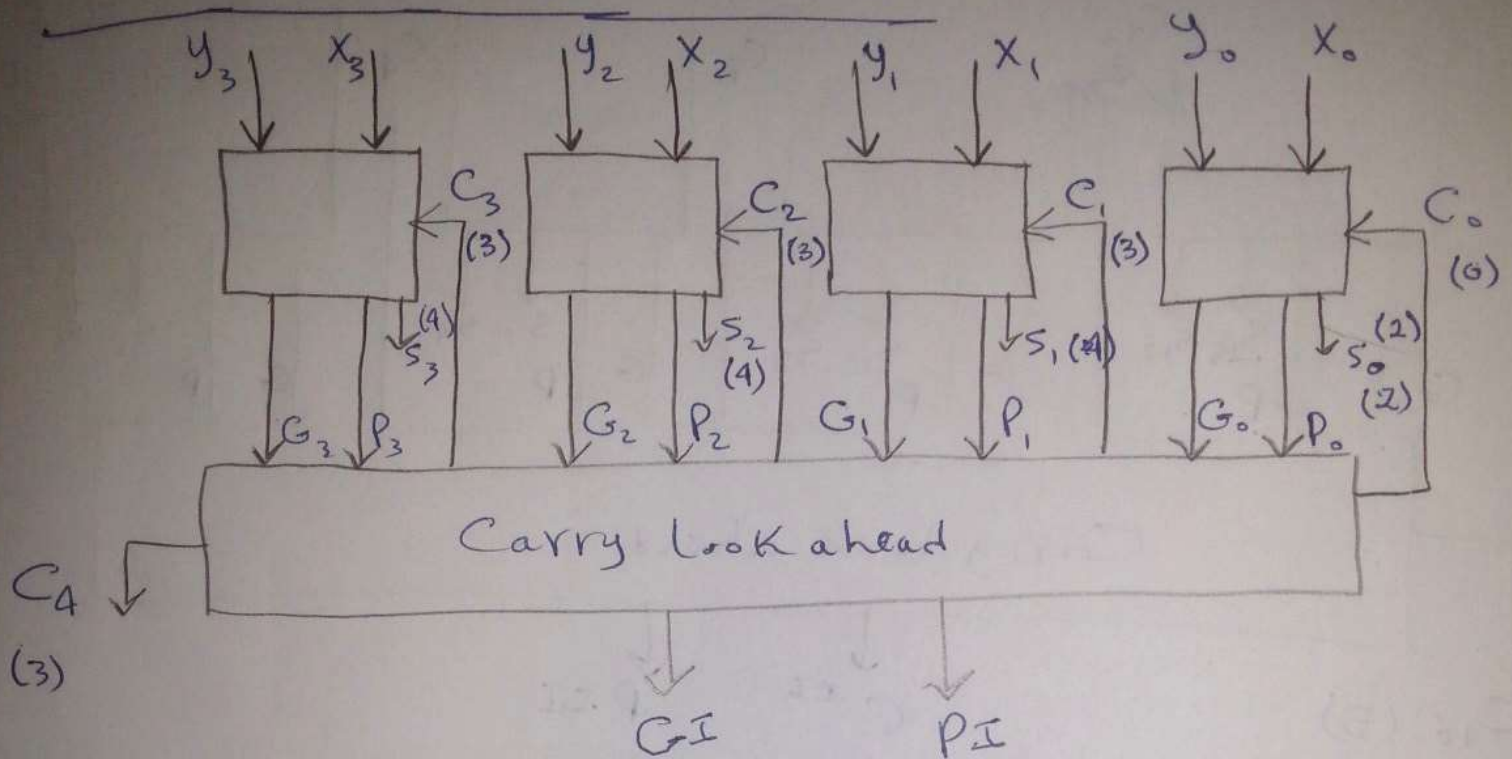 y₃ x₃ y₂ x₂ y₁ x₁ y₀ x₀
C₃ C₂ C₁ C₀
(3) (3) (3) (0)
(4) (2)
S₃ S₂ S₁ (4) S₀
(4) (2)
G₃ P₃ G₂ P₂ G₁ P₁ G₀ P₀
Carry look ahead
C₄
(3)
GI PI